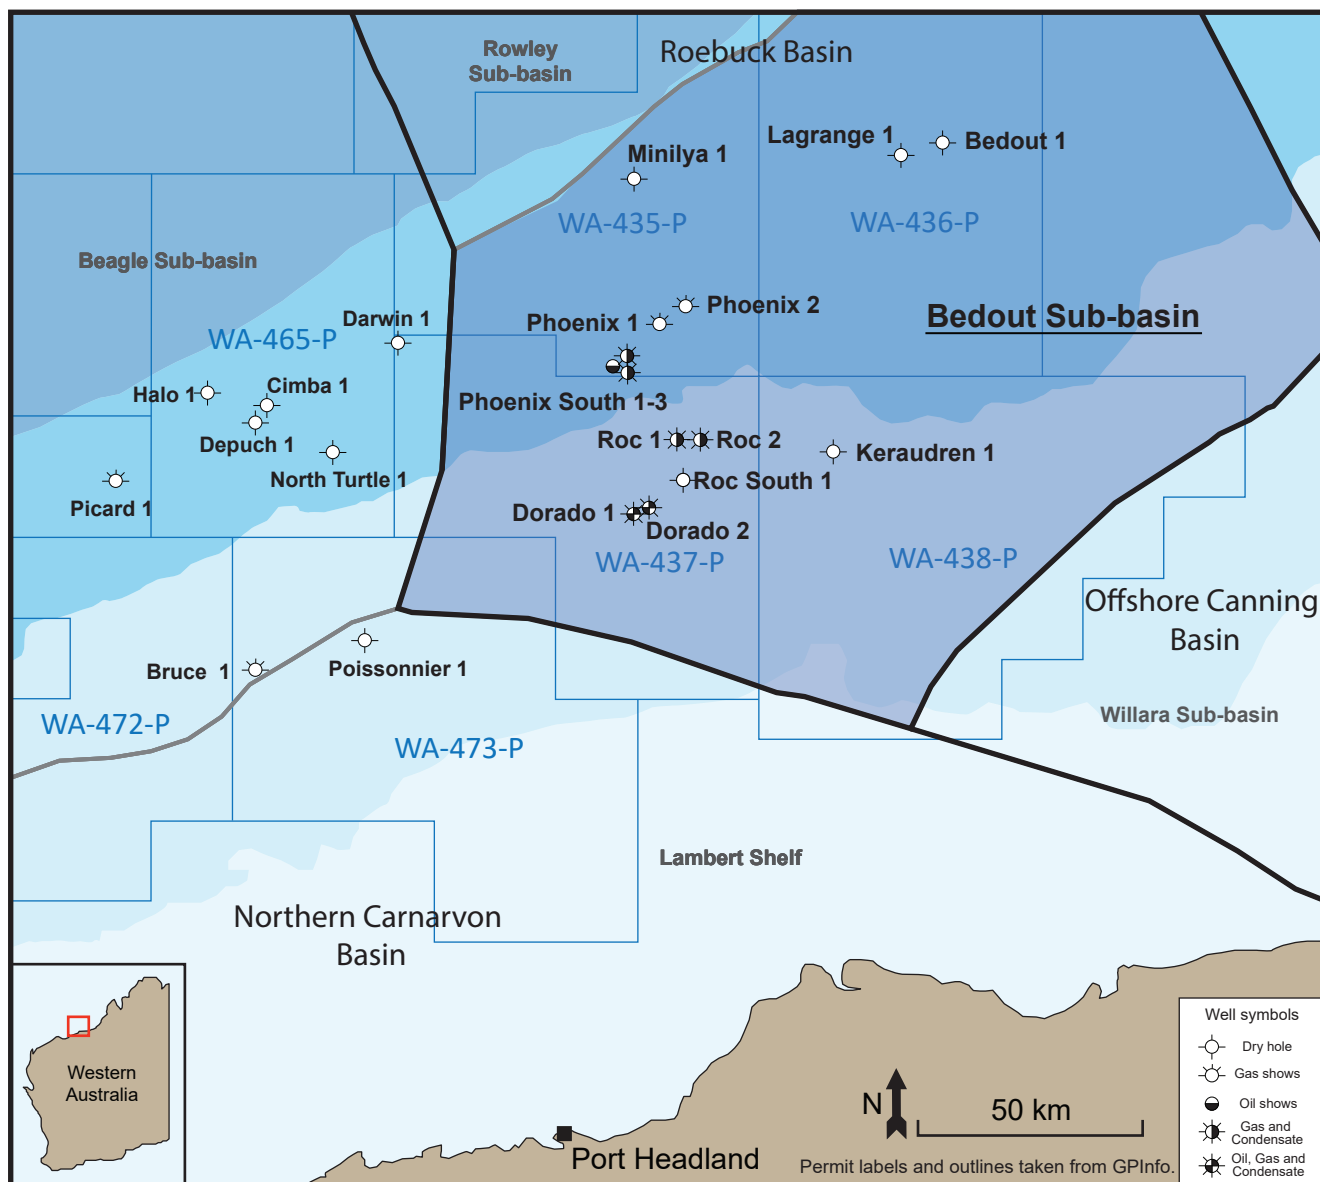 Rowley
Sub-basin
Roebuck Basin
Lagrange 1
Bedout 1
Minilya 1
WA-435-P
WA-436-P
Beagle Sub-basin
Phoenix 2
Bedout Sub-basin
Darwin 1
Phoenix 1
WA-465-P
Halo 1
Cimba 1
Phoenix South 1-3
Depuch 1
Roc 1
Roc 2
Keraudren 1
North Turtle 1
Roc South 1
Picard 1
Dorado 1
Dorado 2
WA-437-P
WA-438-P
Offshore Canning
Basin
Bruce 1
Poissonnier 1
WA-472-P
Willara Sub-basin
WA-473-P
Lambert Shelf
Northern Carnarvon
Basin
Western
Australia
Well symbols
Dry hole
Gas shows
Oil shows
Gas and
Condensate
Oil, Gas and
Condensate
N
50 km
Port Headland
Permit labels and outlines taken from GPInfo.